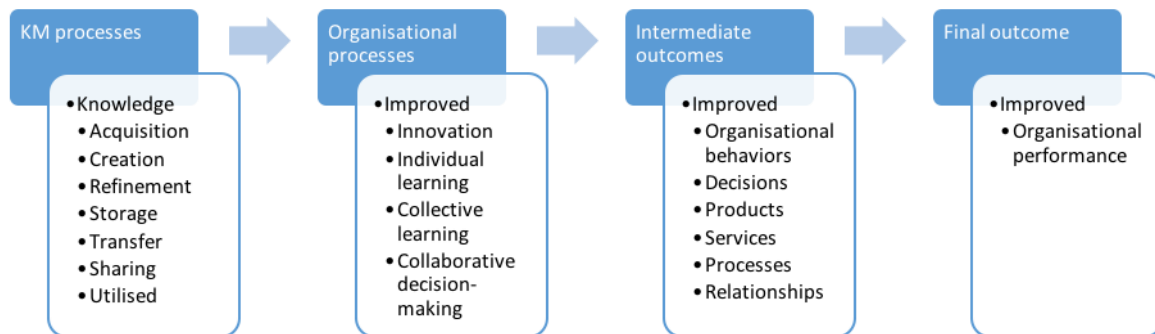 KM processes
•Knowledge
•Acquisition
•Creation
•Refinement
•Storage
•Transfer
•Sharing
•Utilised
Organisational
processes
•Improved
•Innovation
•Individual
learning
•Collective
learning
•Collaborative
decision-
making
Intermediate
outcomes
•Improved
•Organisational
behaviors
•Decisions
•Products
•Services
•Processes
•Relationships
Final outcome
•Improved
•Organisational
performance